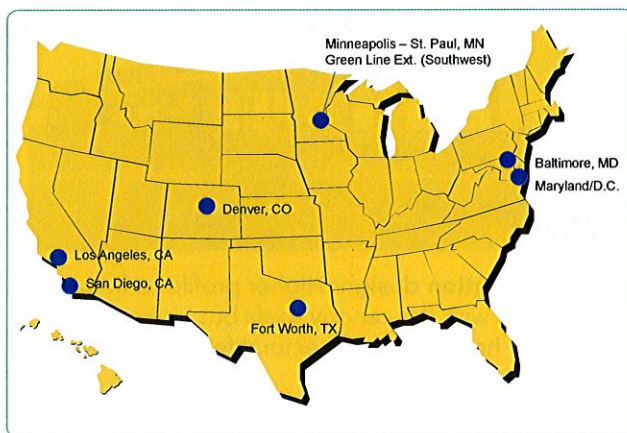 Minneapolis – St. Paul, MN
Green Line Ext. (Southwest)
Baltimore, MD
Maryland/D.C.
Denver, CO
Los Angeles, CA
San Diego, CA
Fort Worth, TX